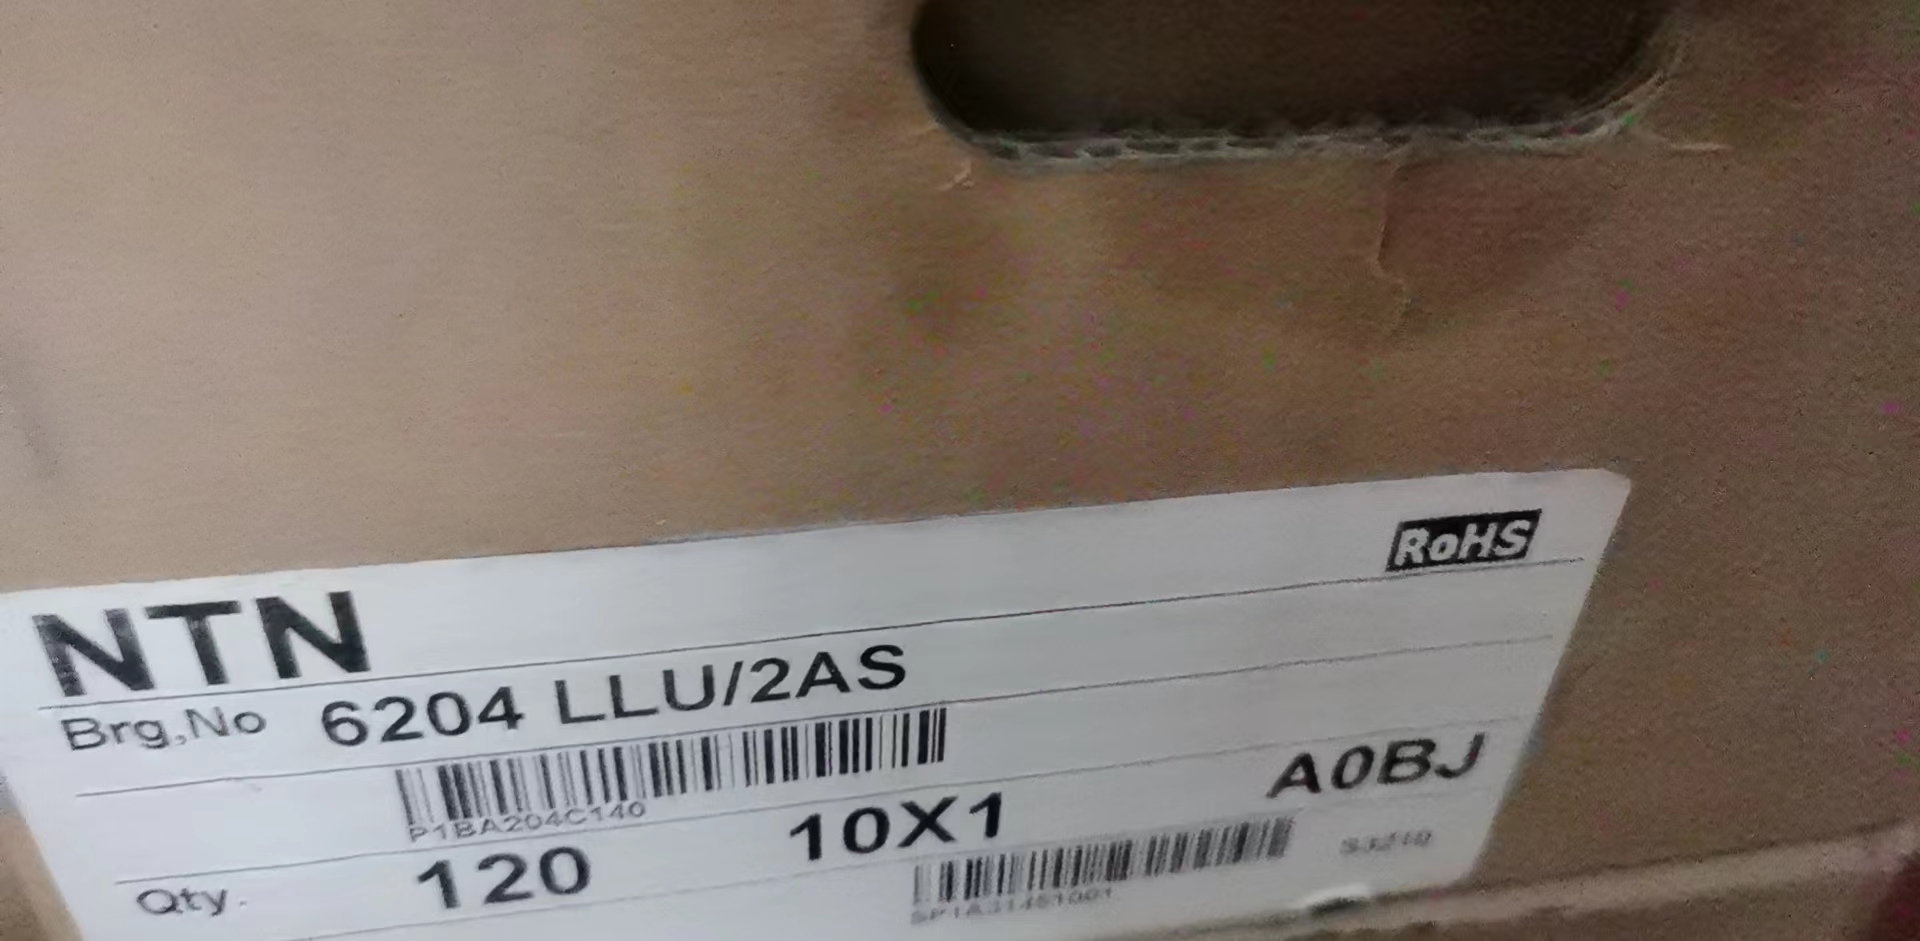 RoHS
NTN
Brg,No 6204 LLU/2AS
P1BA204C140
A0BJ
Qty. 120 10X1